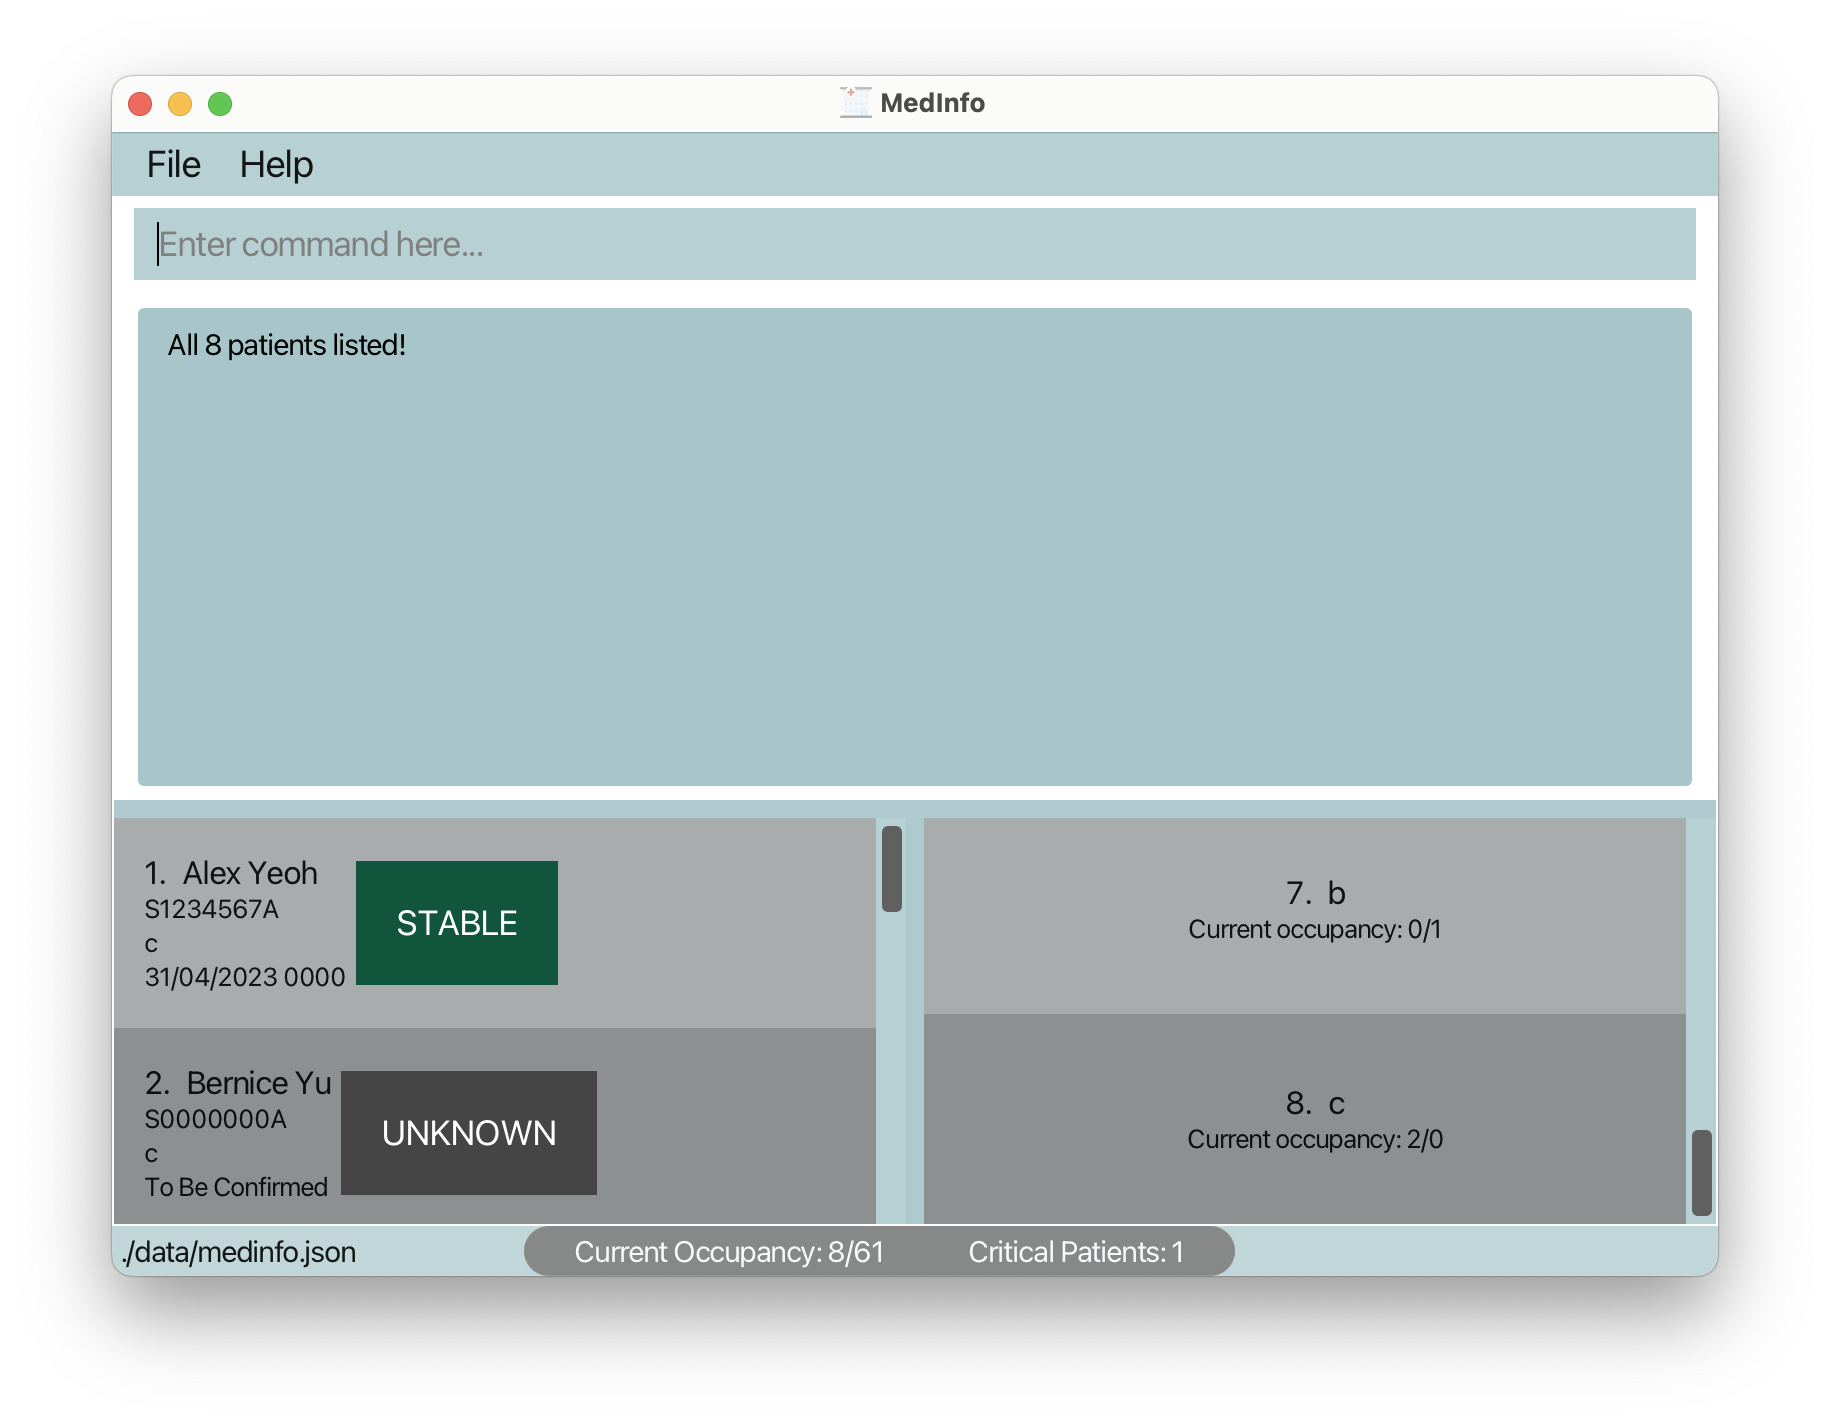 MedInfo
File Help
Enter command here...
All 8 patients listed!
1. Alex Yeoh
S1234567A
c
31/04/2023 0000
STABLE
2. Bernice Yu
S0000000A
c
To Be Confirmed
UNKNOWN
7. b
Current occupancy: 0/1
8. c
Current occupancy: 2/0
./data/medinfo.json
Current Occupancy: 8/61
Critical Patients: 1